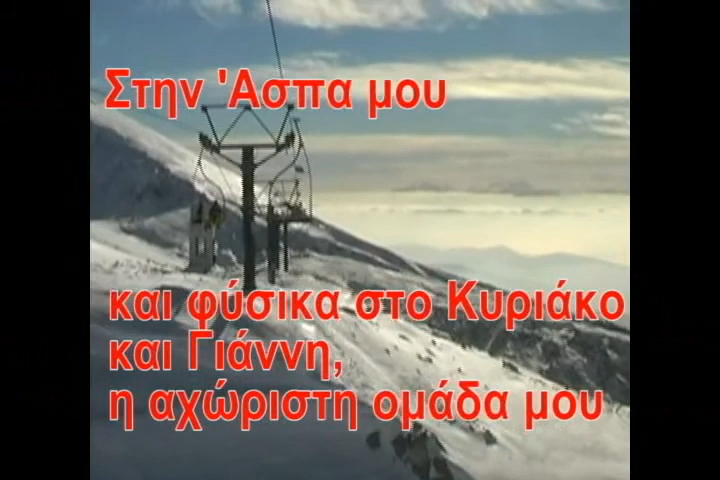 Στην 'Ασπα μου
και φύσικα στο Κυριάκο
και Γιάννη,
η αχώριστη ομάδα μου